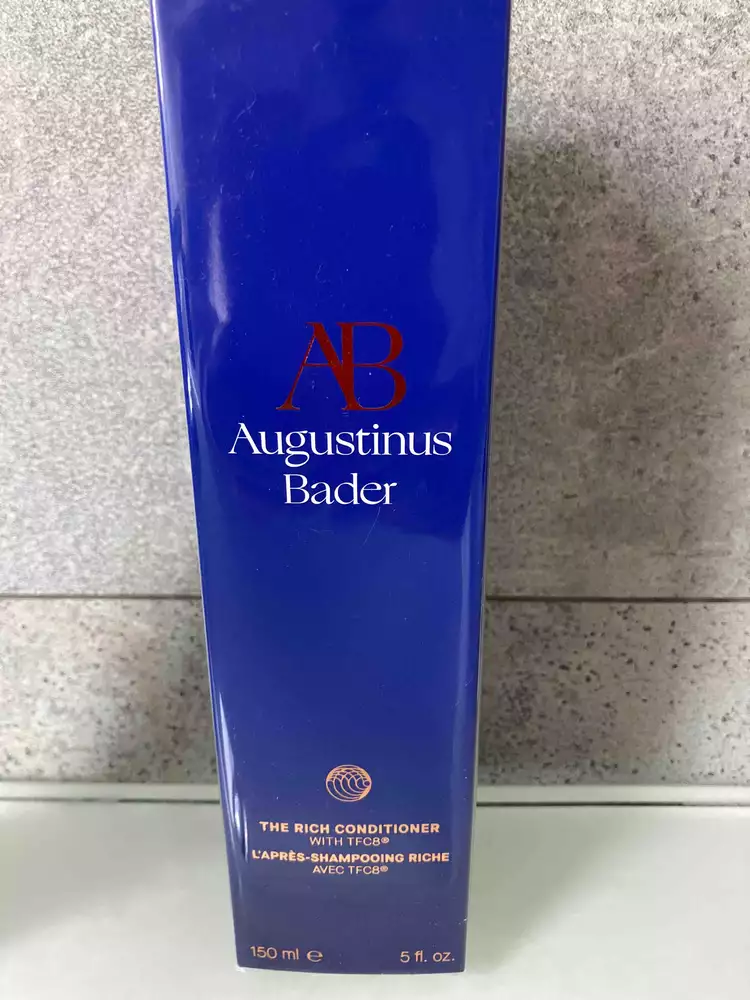 AB
Augustinus
Bader
THE RICH CONDITIONER
WITH TFC8®
L'APRÈS-SHAMPOOING RICHE
AVEC TFC8®
150 ml ℮ 5 fl. oz.